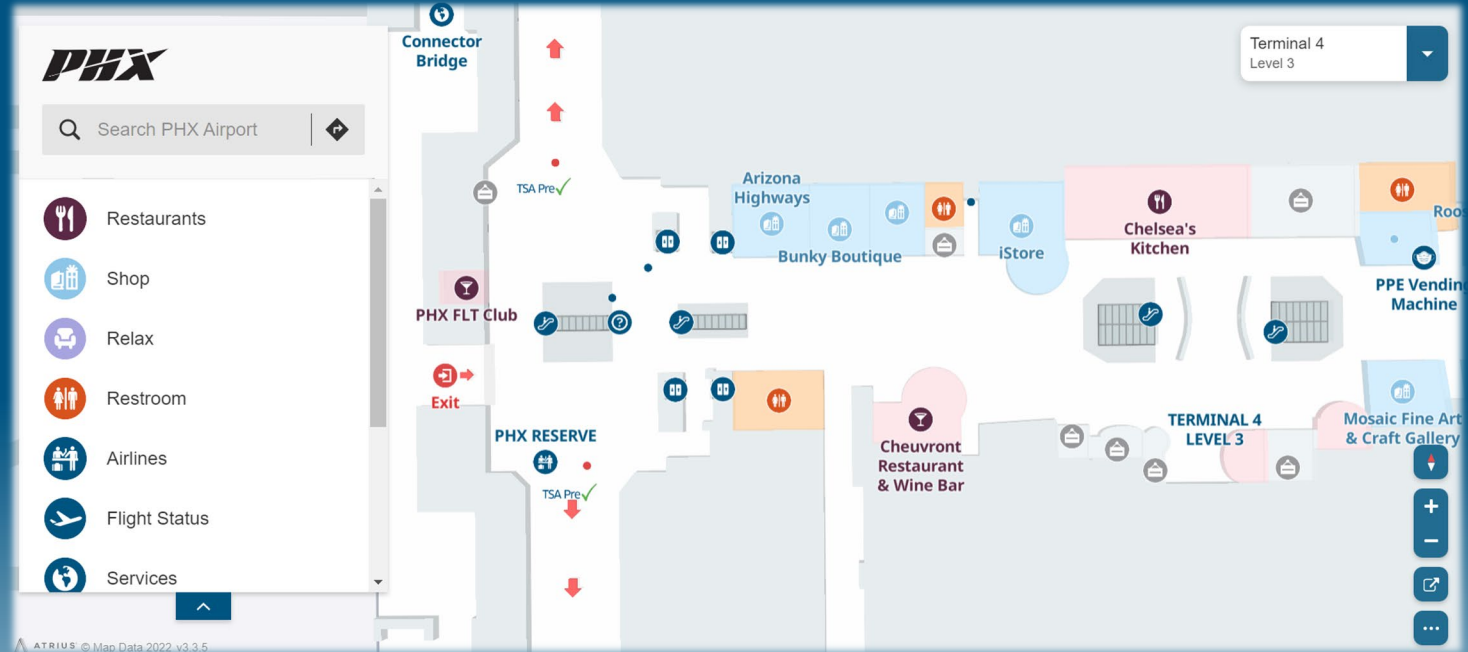 PHX
Search PHX Airport
Restaurants
Shop
Relax
Restroom
Airlines
Flight Status
Services
ATRIUS © Map Data 2022 v3.3.5
Connector
Bridge
TSA Pre✓
Arizona
Highways
Bunky Boutique
iStore
Chelsea's
Kitchen
Roos
PPE Vending
Machine
PHX FLT Club
Exit
PHX RESERVE
TSA Pre✓
Cheuvront
Restaurant
& Wine Bar
TERMINAL 4
LEVEL 3
Mosaic Fine Art
& Craft Gallery
Terminal 4
Level 3